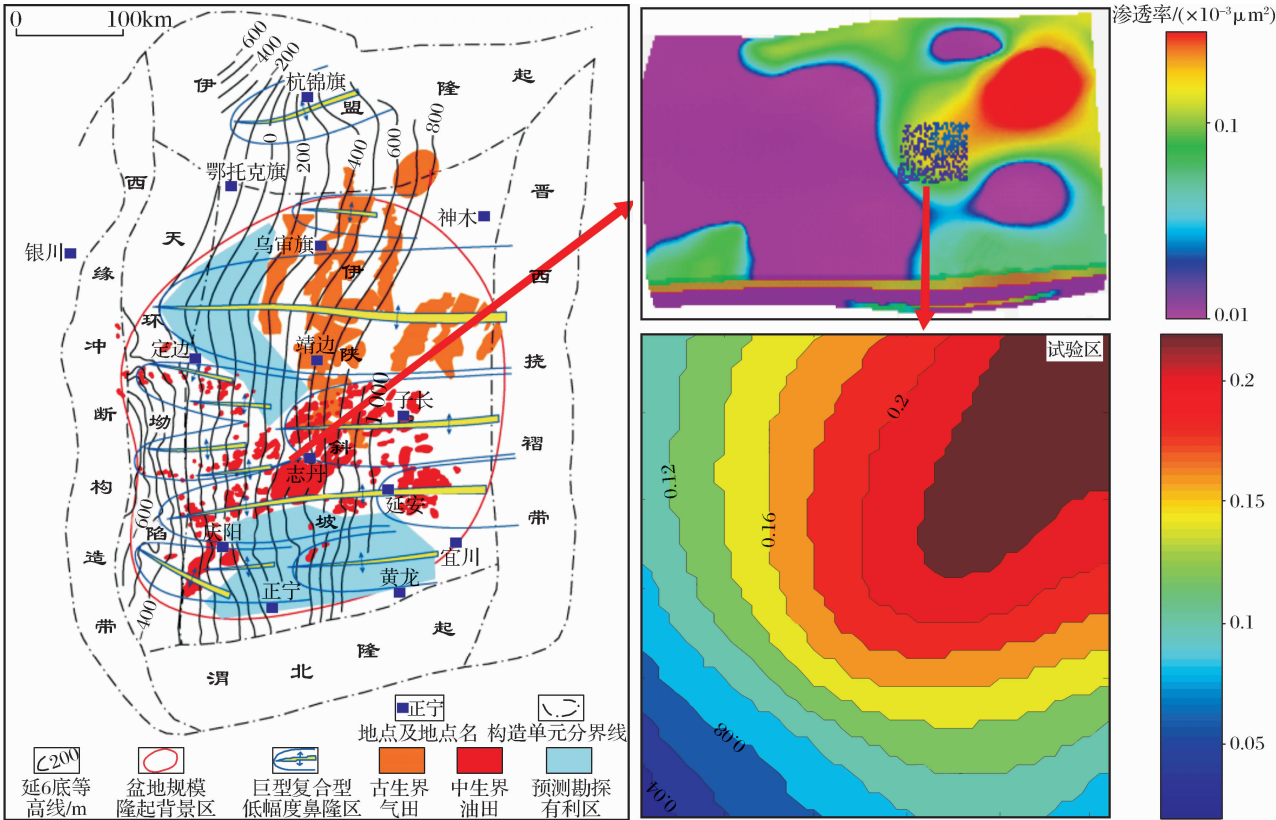 0 100km
600
400
200
伊 盟 隆 起
杭锦旗
0
200
400
600
800
鄂托克旗
神木
银川
乌审旗
西 缘 冲 断 构 造 带
天 环 坳 陷
伊 陕 斜 坡
晋 西 挠 褶 带
定边
靖边
1 000
子长
志丹
延安
600
庆阳
宜川
正宁
黄龙
400
渭 北 隆 起
正宁
地点及地点名 构造单元分界线
200
延6底等
高线/m
盆地规模
隆起背景区
巨型复合型
低幅度鼻隆区
古生界
气田
中生界
油田
预测勘探
有利区
渗透率/(×10⁻³μm²)
0.1
0.01
试验区
0.2
0.12
0.16
0.08
0.04
0.2
0.15
0.1
0.05